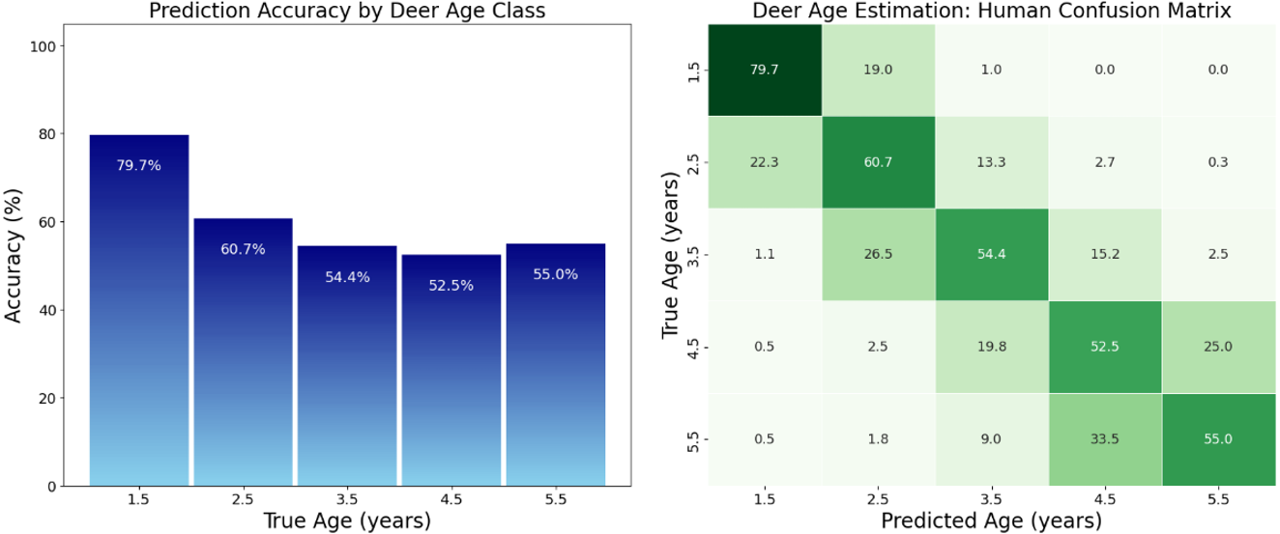 Prediction Accuracy by Deer Age Class
Accuracy (%)
100
80
60
40
20
0
79.7%
60.7%
54.4%
52.5%
55.0%
1.5 2.5 3.5 4.5 5.5
True Age (years)
Deer Age Estimation: Human Confusion Matrix
True Age (years)
1.5 79.7 19.0 1.0 0.0 0.0
2.5 22.3 60.7 13.3 2.7 0.3
3.5 1.1 26.5 54.4 15.2 2.5
4.5 0.5 2.5 19.8 52.5 25.0
5.5 0.5 1.8 9.0 33.5 55.0
1.5 2.5 3.5 4.5 5.5
Predicted Age (years)